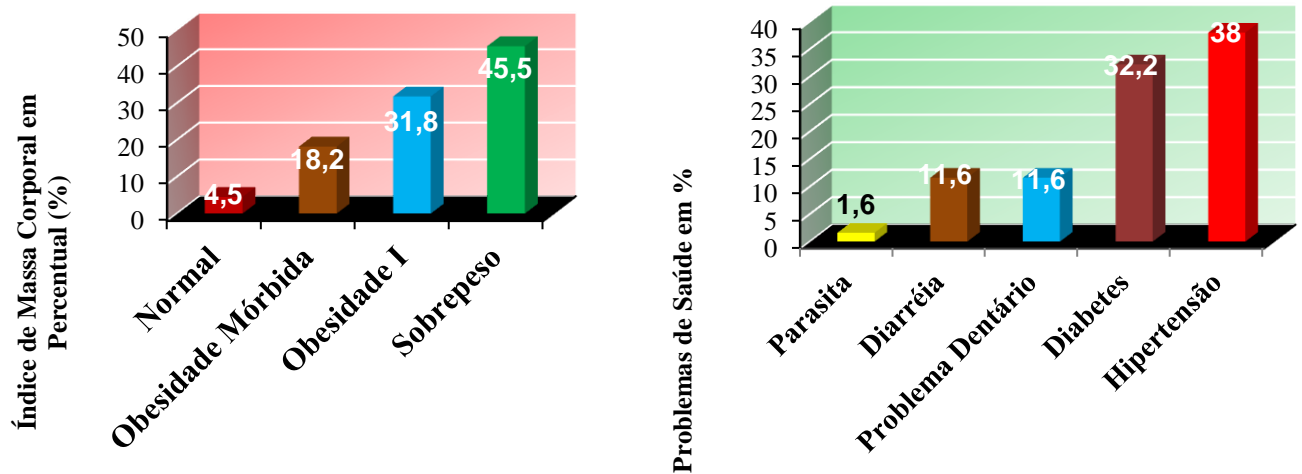 Índice de Massa Corporal em
Percentual (%)
50
40
30
20
10
0
4,5
18,2
31,8
45,5
Normal
Obesidade Mórbida
Obesidade I
Sobrepeso
Problemas de Saúde em %
40
35
30
25
20
15
10
5
0
1,6
11,6
11,6
32,2
38
Parasita
Diarréia
Problema Dentário
Diabetes
Hipertensão